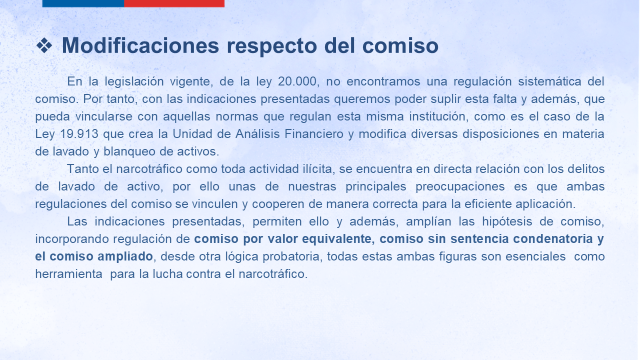 ❖ Modificaciones respecto del comiso
En la legislación vigente, de la ley 20.000, no encontramos una regulación sistemática del
comiso. Por tanto, con las indicaciones presentadas queremos poder suplir esta falta y además, que
pueda vincularse con aquellas normas que regulan esta misma institución, como es el caso de la
Ley 19.913 que crea la Unidad de Análisis Financiero y modifica diversas disposiciones en materia
de lavado y blanqueo de activos.
Tanto el narcotráfico como toda actividad ilícita, se encuentra en directa relación con los delitos
de lavado de activo, por ello unas de nuestras principales preocupaciones es que ambas
regulaciones del comiso se vinculen y cooperen de manera correcta para la eficiente aplicación.
Las indicaciones presentadas, permiten ello y además, amplían las hipótesis de comiso,
incorporando regulación de comiso por valor equivalente, comiso sin sentencia condenatoria y
el comiso ampliado, desde otra lógica probatoria, todas estas ambas figuras son esenciales como
herramienta para la lucha contra el narcotráfico.